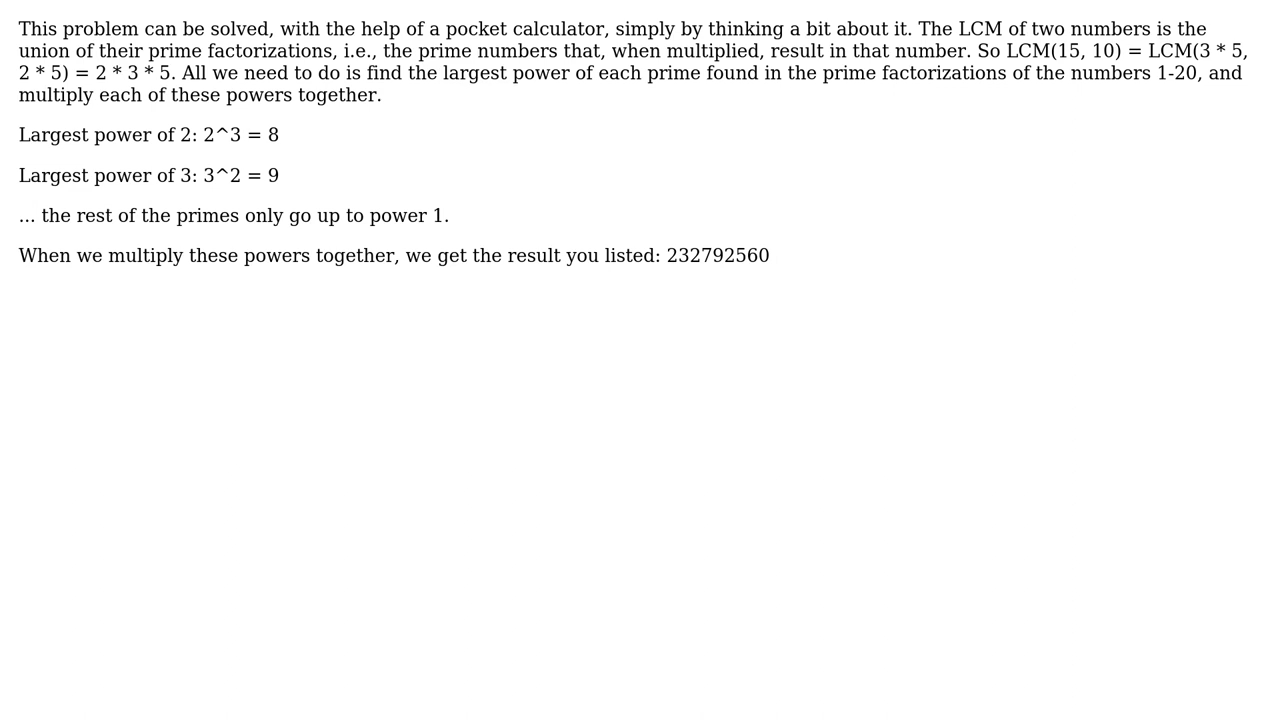 This problem can be solved, with the help of a pocket calculator, simply by thinking a bit about it. The LCM of two numbers is the
union of their prime factorizations, i.e., the prime numbers that, when multiplied, result in that number. So LCM(15, 10) = LCM(3 * 5,
2 * 5) = 2 * 3 * 5. All we need to do is find the largest power of each prime found in the prime factorizations of the numbers 1-20, and
multiply each of these powers together.
Largest power of 2: 2^3 = 8
Largest power of 3: 3^2 = 9
... the rest of the primes only go up to power 1.
When we multiply these powers together, we get the result you listed: 232792560